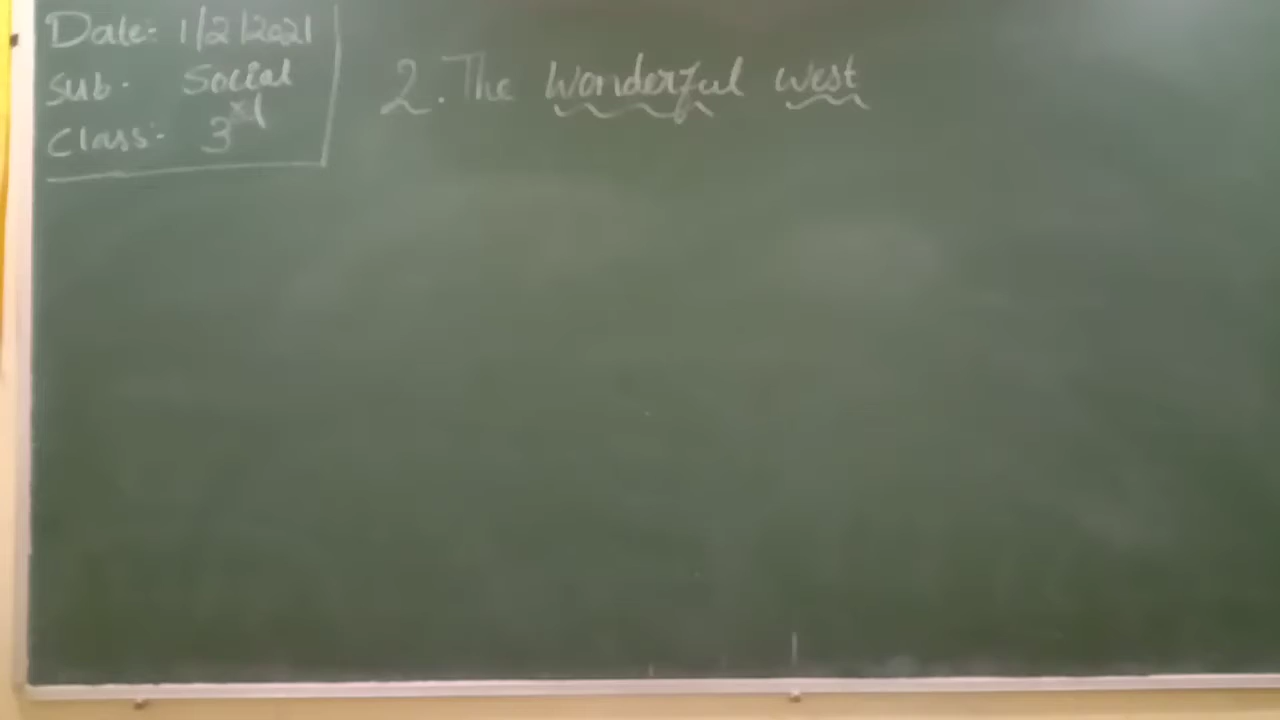 Date:- 1/2/2021
Sub- Social
Class:- 3rd
2. The Wonderful West